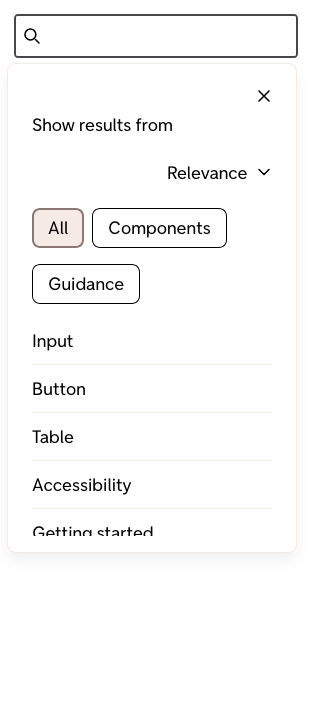 Show results from
Relevance
All
Components
Guidance
Input
Button
Table
Accessibility
Getting started